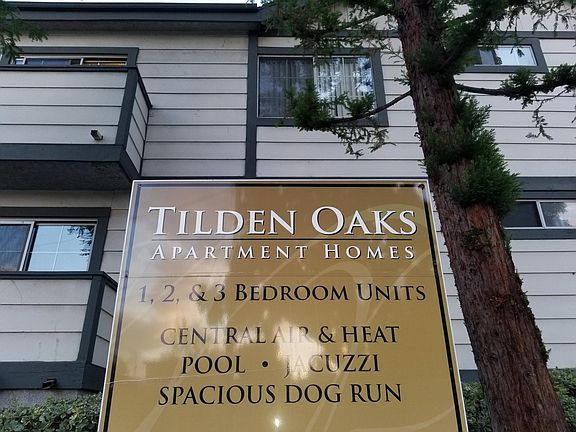 TILDEN OAKS
APARTMENT HOMES
1, 2, & 3 BEDROOM UNITS
CENTRAL AIR & HEAT
POOL • JACUZZI
SPACIOUS DOG RUN